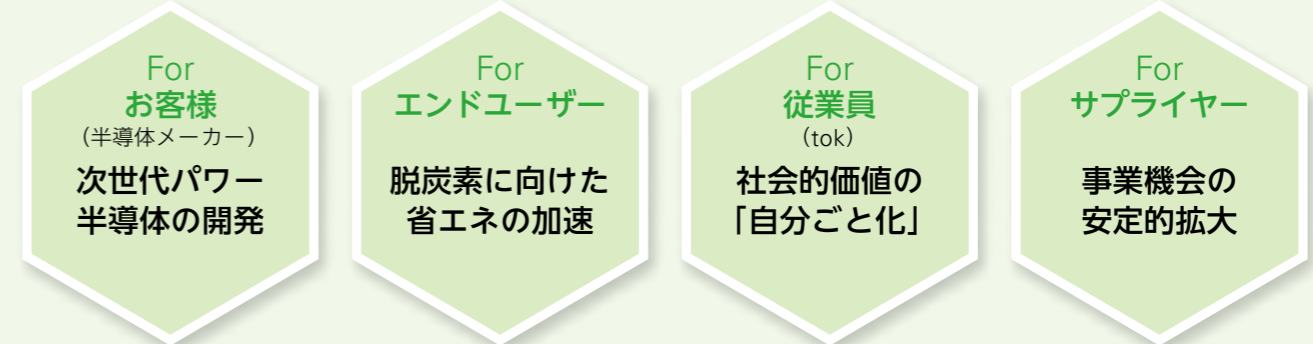 For
お客様
（半導体メーカー）
次世代パワー
半導体の開発
For
エンドユーザー
脱炭素に向けた
省エネの加速
For
従業員
（tok）
社会的価値の
「自分ごと化」
For
サプライヤー
事業機会の
安定的拡大